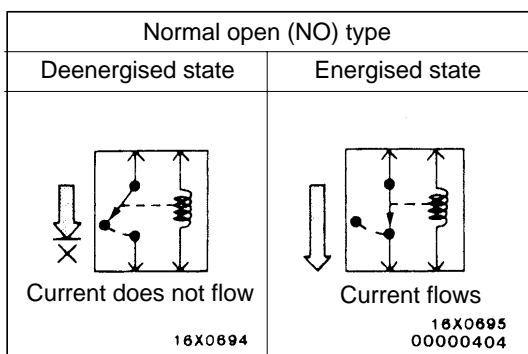 Normal open (NO) type
Deenergised state
Energised state
Current does not flow
Current flows
16X0694
16X0695
00000404